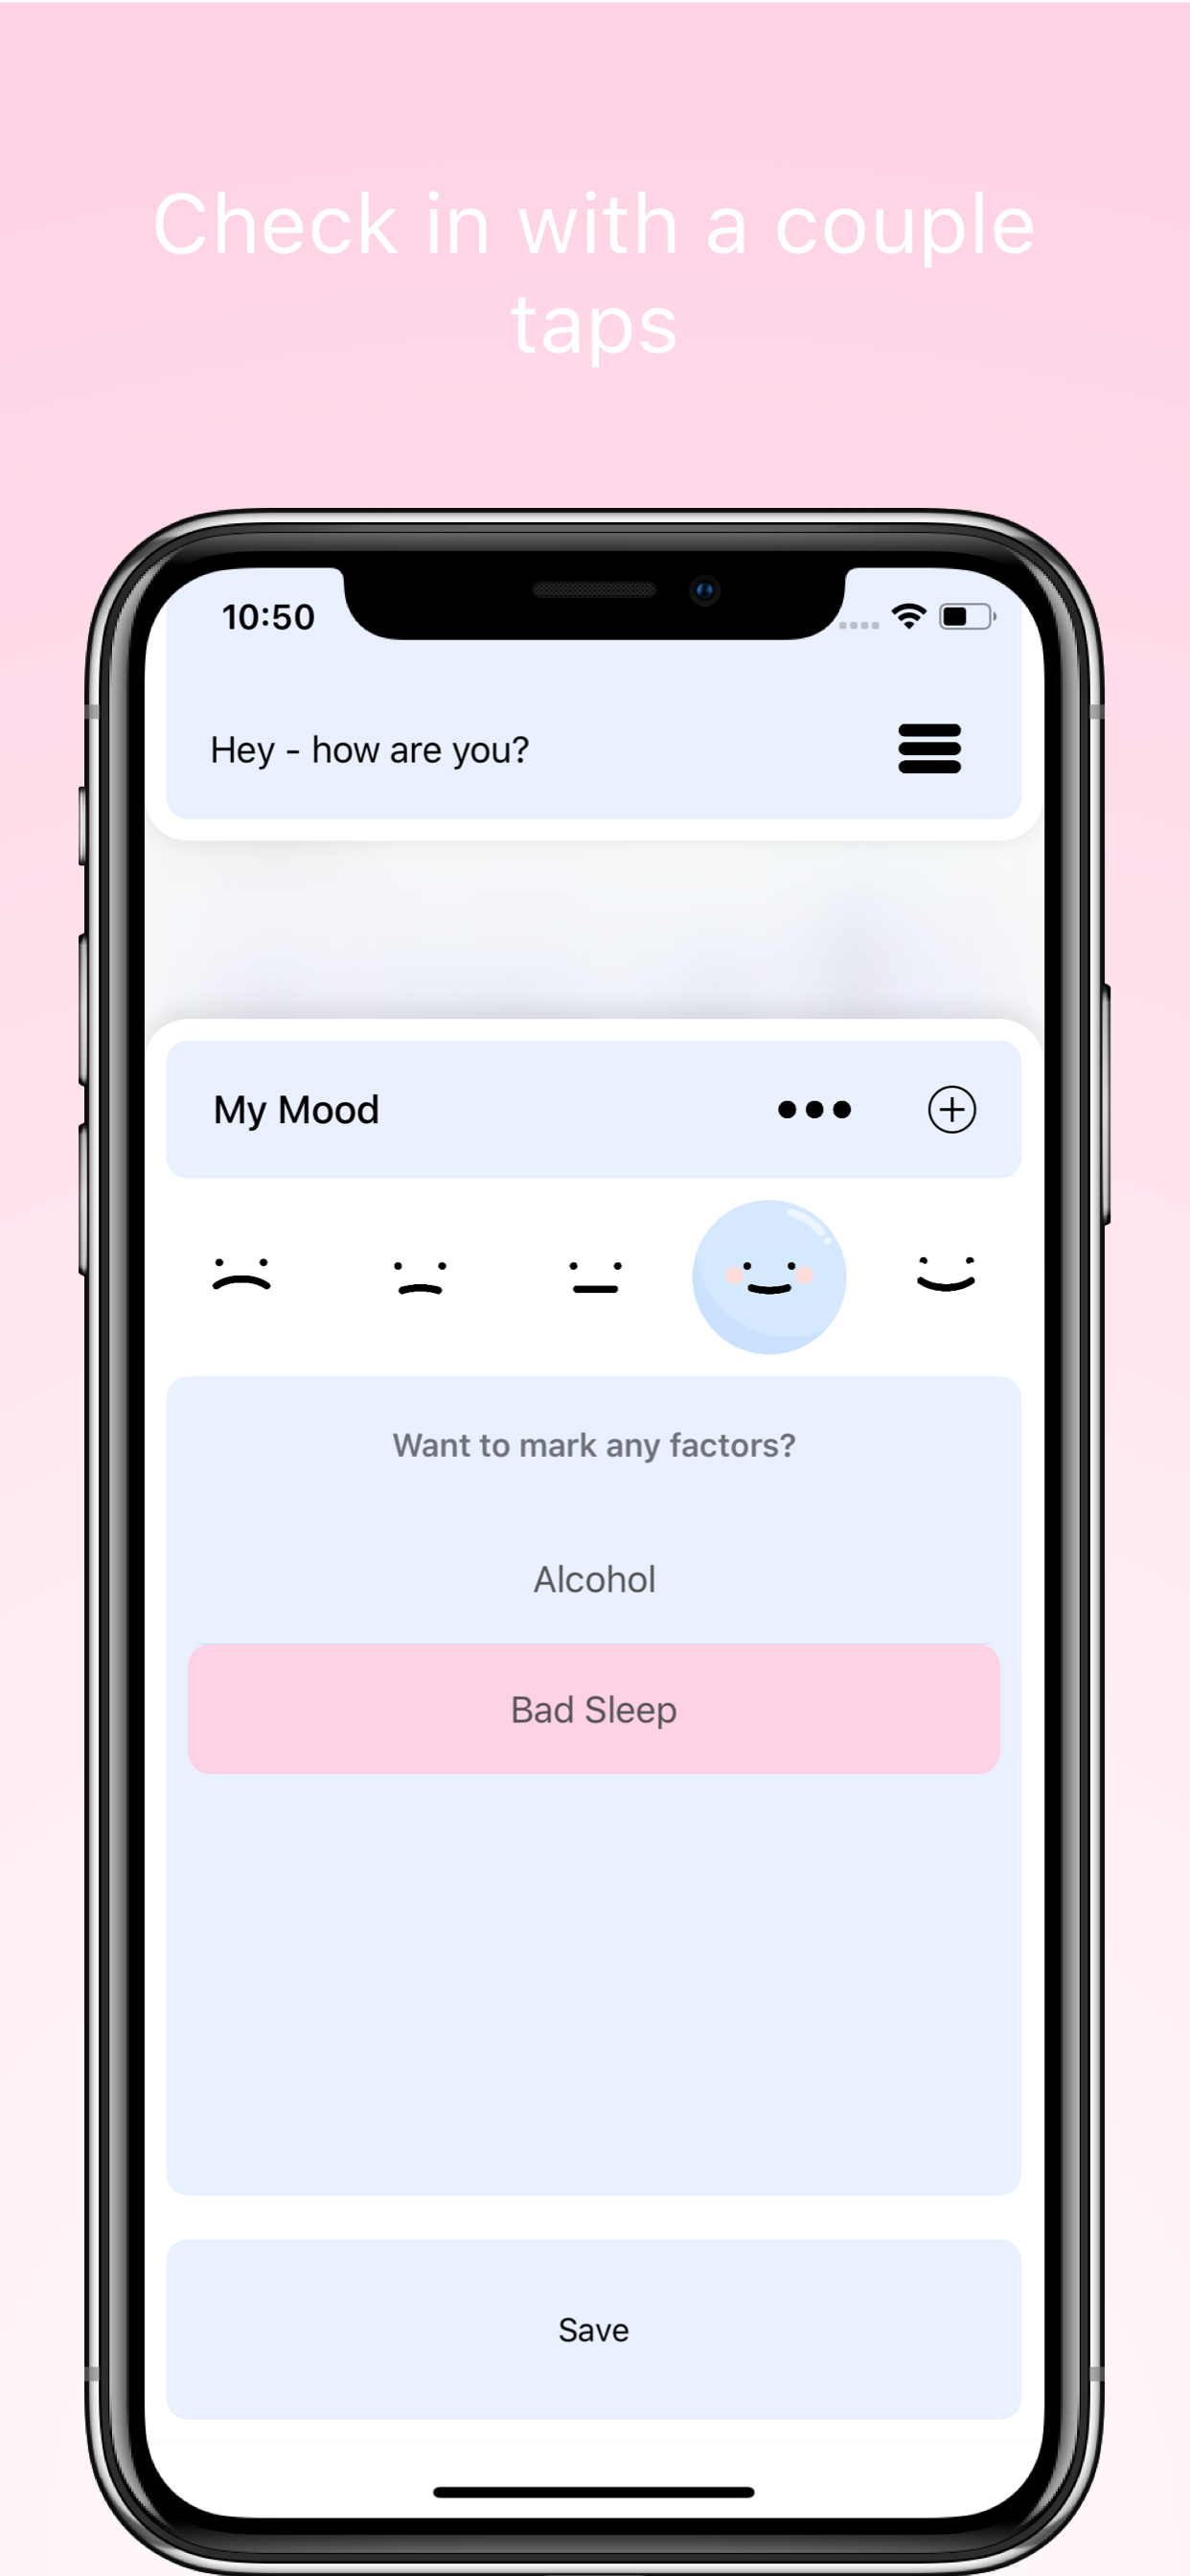 Check in with a couple
taps
10:50
Hey - how are you?
My Mood
Want to mark any factors?
Alcohol
Bad Sleep
Save